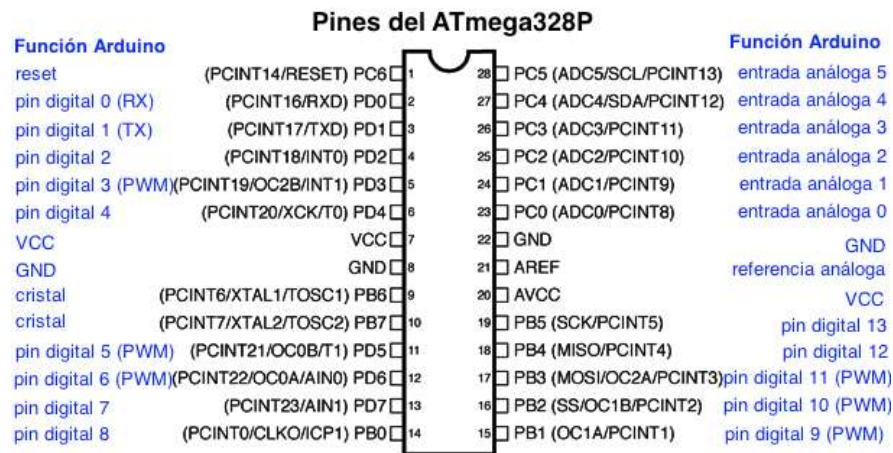 Pines del ATmega328P
Función Arduino
Función Arduino
reset (PCINT14/RESET) PC6 1 28 PC5 (ADC5/SCL/PCINT13) entrada análoga 5
pin digital 0 (RX) (PCINT16/RXD) PD0 2 27 PC4 (ADC4/SDA/PCINT12) entrada análoga 4
pin digital 1 (TX) (PCINT17/TXD) PD1 3 26 PC3 (ADC3/PCINT11) entrada análoga 3
pin digital 2 (PCINT18/INT0) PD2 4 25 PC2 (ADC2/PCINT10) entrada análoga 2
pin digital 3 (PWM) (PCINT19/OC2B/INT1) PD3 5 24 PC1 (ADC1/PCINT9) entrada análoga 1
pin digital 4 (PCINT20/XCK/T0) PD4 6 23 PC0 (ADC0/PCINT8) entrada análoga 0
VCC VCC 7 22 GND GND
GND GND 8 21 AREF referencia análoga
cristal (PCINT6/XTAL1/TOSC1) PB6 9 20 AVCC VCC
cristal (PCINT7/XTAL2/TOSC2) PB7 10 19 PB5 (SCK/PCINT5) pin digital 13
pin digital 5 (PWM) (PCINT21/OC0B/T1) PD5 11 18 PB4 (MISO/PCINT4) pin digital 12
pin digital 6 (PWM) (PCINT22/OC0A/AIN0) PD6 12 17 PB3 (MOSI/OC2A/PCINT3) pin digital 11 (PWM)
pin digital 7 (PCINT23/AIN1) PD7 13 16 PB2 (SS/OC1B/PCINT2) pin digital 10 (PWM)
pin digital 8 (PCINT0/CLKO/ICP1) PB0 14 15 PB1 (OC1A/PCINT1) pin digital 9 (PWM)